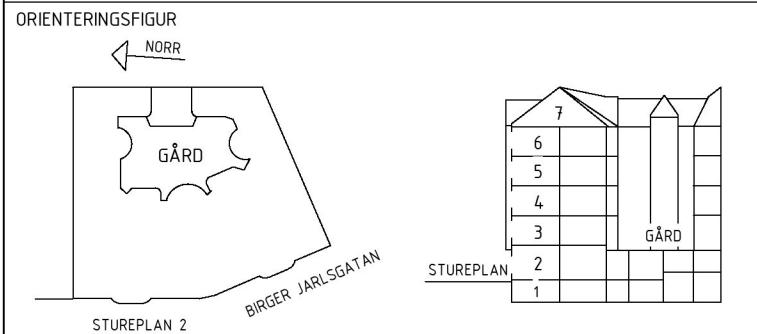 ORIENTERINGSFIGUR
NORR
GÅRD
BIRGER JARLSGATAN
STUREPLAN 2
7
6
5
4
3
GÅRD
2
STUREPLAN
1